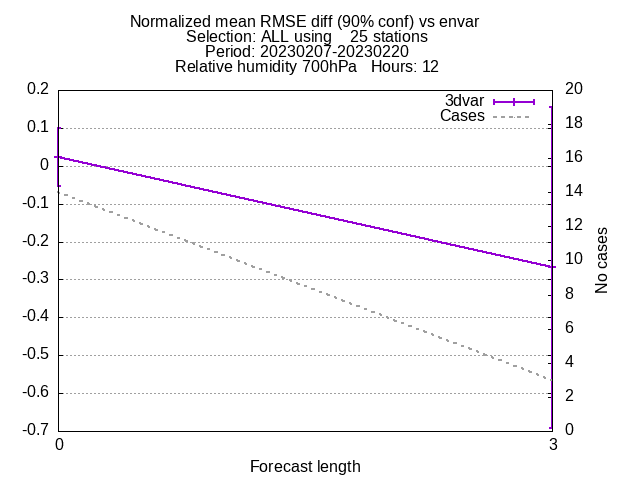 Normalized mean RMSE diff (90% conf) vs envar
Selection: ALL using    25 stations
Period: 20230207-20230220
Relative humidity 700hPa   Hours: 12
3dvar
Cases
0.2
0.1
0
-0.1
-0.2
-0.3
-0.4
-0.5
-0.6
-0.7
20
18
16
14
12
10
8
6
4
2
0
No cases
0 3
Forecast length